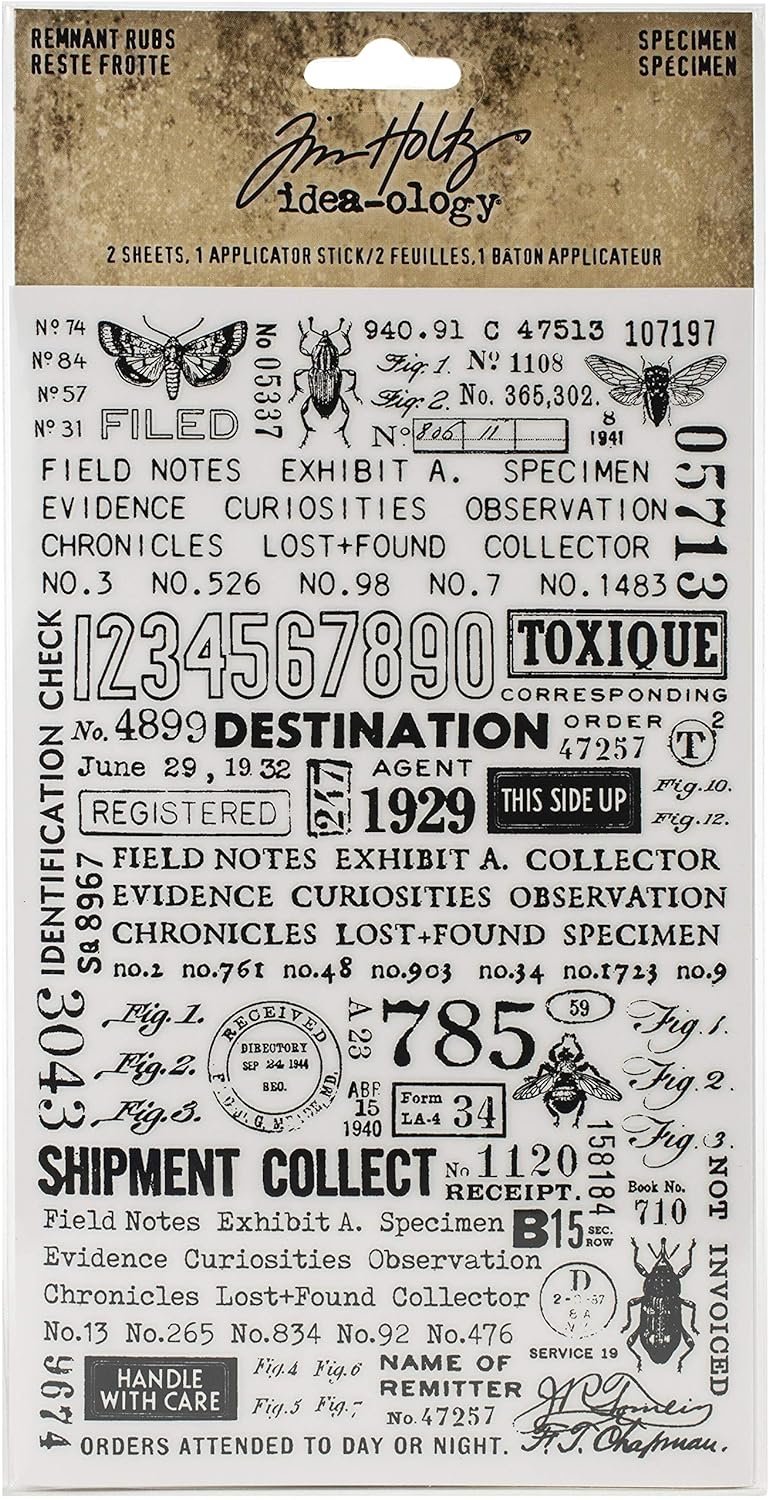 REMNANT RUBS
RESTE FROTTE
SPECIMEN
SPÉCIMEN
Tim Holtz
idea-ology
2 SHEETS, 1 APPLICATOR STICK/2 FEUILLES, 1 BÂTON APPLICATEUR
Nº 74
Nº 84
Nº 57
Nº 31
FILED
No 05337
940.91 C 47513 107197
Fig. 1. Nº 1108
Fig. 2. No. 365,302.
Nº 806 11
8
1941
05713
FIELD NOTES EXHIBIT A. SPECIMEN
EVIDENCE CURIOSITIES OBSERVATION
CHRONICLES LOST+FOUND COLLECTOR
NO.3 NO.526 NO.98 NO.7 NO.1483
IDENTIFICATION CHECK
1234567890
TOXIQUE
CORRESPONDING
No. 4899 DESTINATION
ORDER
47257
T2
June 29, 1932
247
AGENT
1929
THIS SIDE UP
Fig. 10.
Fig. 12.
REGISTERED
Sa 8967
FIELD NOTES EXHIBIT A. COLLECTOR
EVIDENCE CURIOSITIES OBSERVATION
CHRONICLES LOST+FOUND SPECIMEN
no.2 no.761 no.48 no.903 no.34 no.1723 no.9
3043
Fig. 1.
Fig. 2.
Fig. 3.
RECEIVED
DIRECTORY
SEP 24 1944
SEC.
MD.
A 23
785
59
Fig. 1.
Fig. 2.
Fig. 3.
15
1940
Form
LA-4
34
158184
SHIPMENT COLLECT
No 1120
RECEIPT.
Book No.
710
NOT INVOICED
Field Notes Exhibit A. Specimen
B15 SEC.
ROW
Evidence Curiosities Observation
Chronicles Lost+Found Collector
No.13 No.265 No.834 No.92 No.476
D
SERVICE 19
9674
HANDLE
WITH CARE
Fig. 4 Fig. 6
Fig. 5 Fig. 7
NAME OF
REMITTER
No. 47257
F. T. Chapman.
ORDERS ATTENDED TO DAY OR NIGHT.